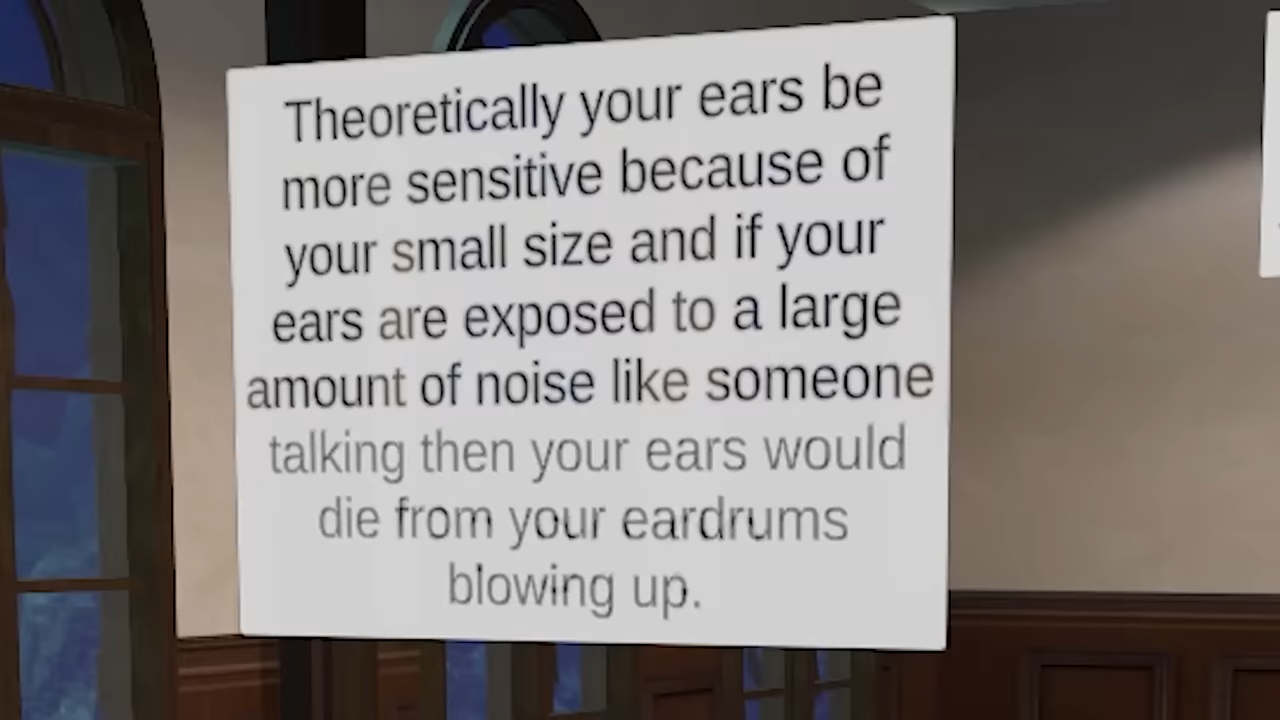 Theoretically your ears be
more sensitive because of
your small size and if your
ears are exposed to a large
amount of noise like someone
talking then your ears would
die from your eardrums
blowing up.